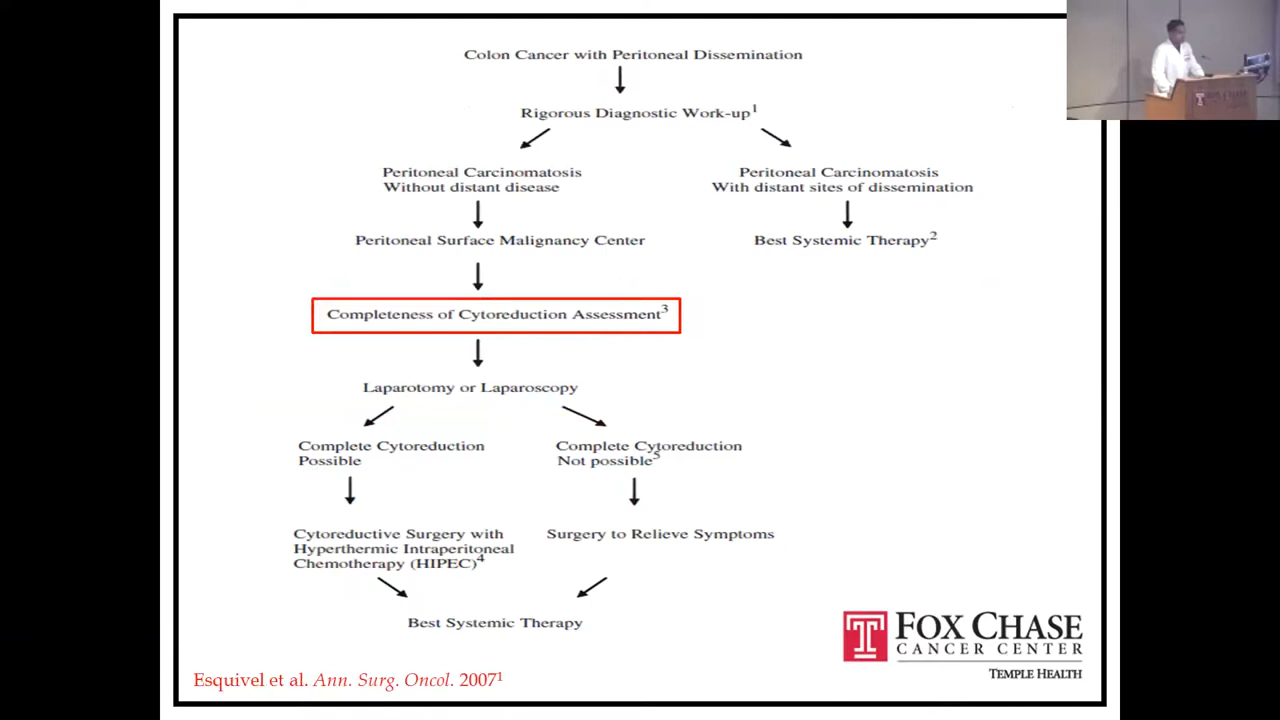 Colon Cancer with Peritoneal Dissemination
Rigorous Diagnostic Work-up1
Peritoneal Carcinomatosis
Without distant disease
Peritoneal Carcinomatosis
With distant sites of dissemination
Peritoneal Surface Malignancy Center
Best Systemic Therapy2
Completeness of Cytoreduction Assessment3
Laparotomy or Laparoscopy
Complete Cytoreduction
Possible
Complete Cytoreduction
Not possible5
Cytoreductive Surgery with
Hyperthermic Intraperitoneal
Chemotherapy (HIPEC)4
Surgery to Relieve Symptoms
Best Systemic Therapy
Esquivel et al. Ann. Surg. Oncol. 20071
T
FOX CHASE
CANCER CENTER
TEMPLE HEALTH
T FOX CHASE